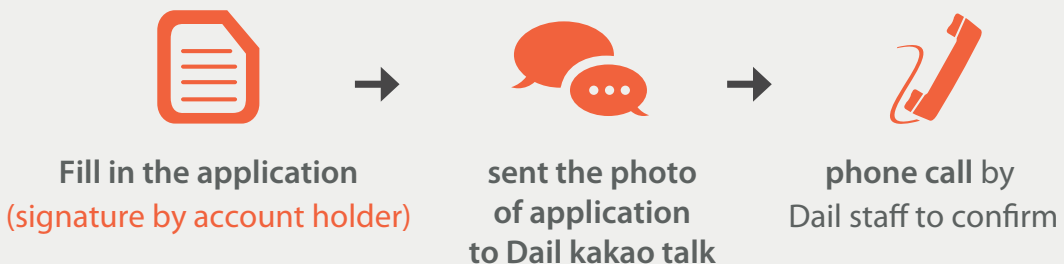 Fill in the application
(signature by account holder)
sent the photo
of application
to Dail kakao talk
phone call by
Dail staff to confirm